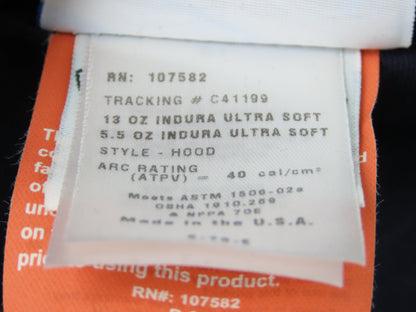 RN: 107582
TRACKING # C41199
13 OZ INDURA ULTRA SOFT
5.5 OZ INDURA ULTRA SOFT
STYLE - HOOD
ARC RATING
(ATPV) = 40 cal/cm²
Meets ASTM 1506-02a
OSHA 1910.269
& NFPA 70E
Made in the U.S.A.
using this product.
RN#: 107582